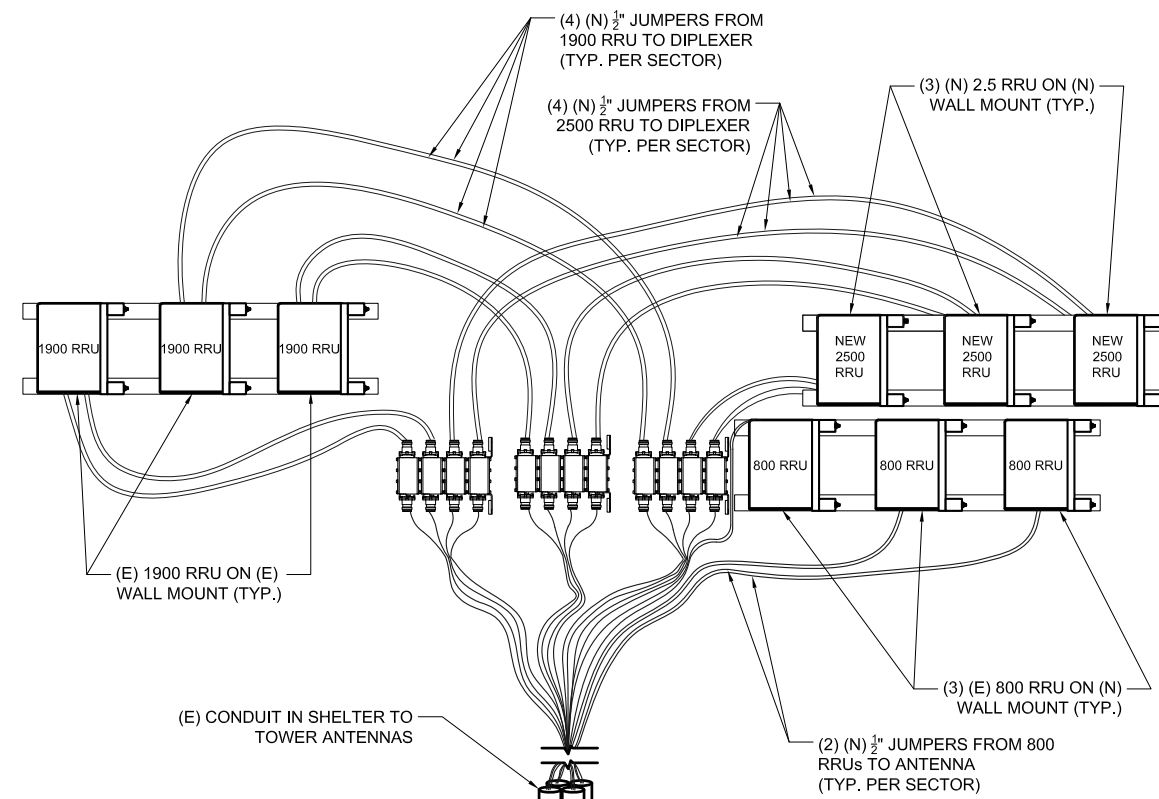 (4) (N) ½" JUMPERS FROM
1900 RRU TO DIPLEXER
(TYP. PER SECTOR)
(4) (N) ½" JUMPERS FROM
2500 RRU TO DIPLEXER
(TYP. PER SECTOR)
(3) (N) 2.5 RRU ON (N)
WALL MOUNT (TYP.)
1900 RRU
1900 RRU
1900 RRU
NEW
2500
RRU
NEW
2500
RRU
NEW
2500
RRU
800 RRU
800 RRU
800 RRU
(E) 1900 RRU ON (E)
WALL MOUNT (TYP.)
(3) (E) 800 RRU ON (N)
WALL MOUNT (TYP.)
(E) CONDUIT IN SHELTER TO
TOWER ANTENNAS
(2) (N) ½" JUMPERS FROM 800
RRUs TO ANTENNA
(TYP. PER SECTOR)